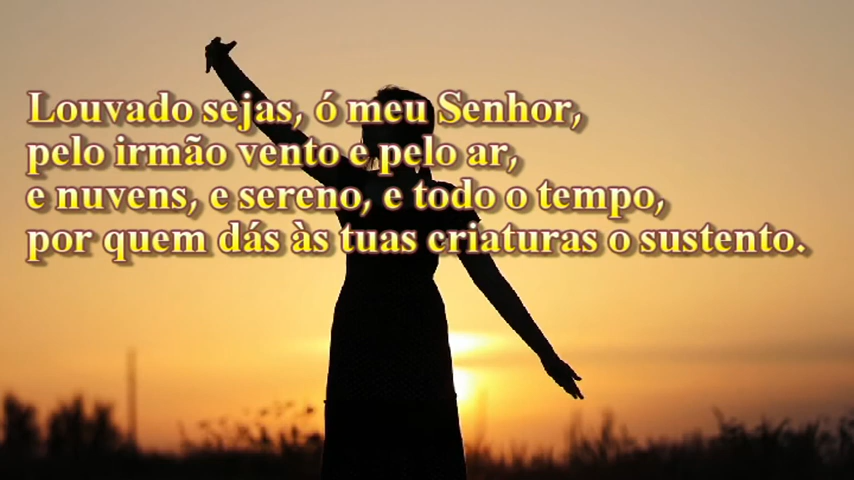 Louvado sejas, ó meu Senhor,
pelo irmão vento e pelo ar,
e nuvens, e sereno, e todo o tempo,
por quem dás às tuas criaturas o sustento.